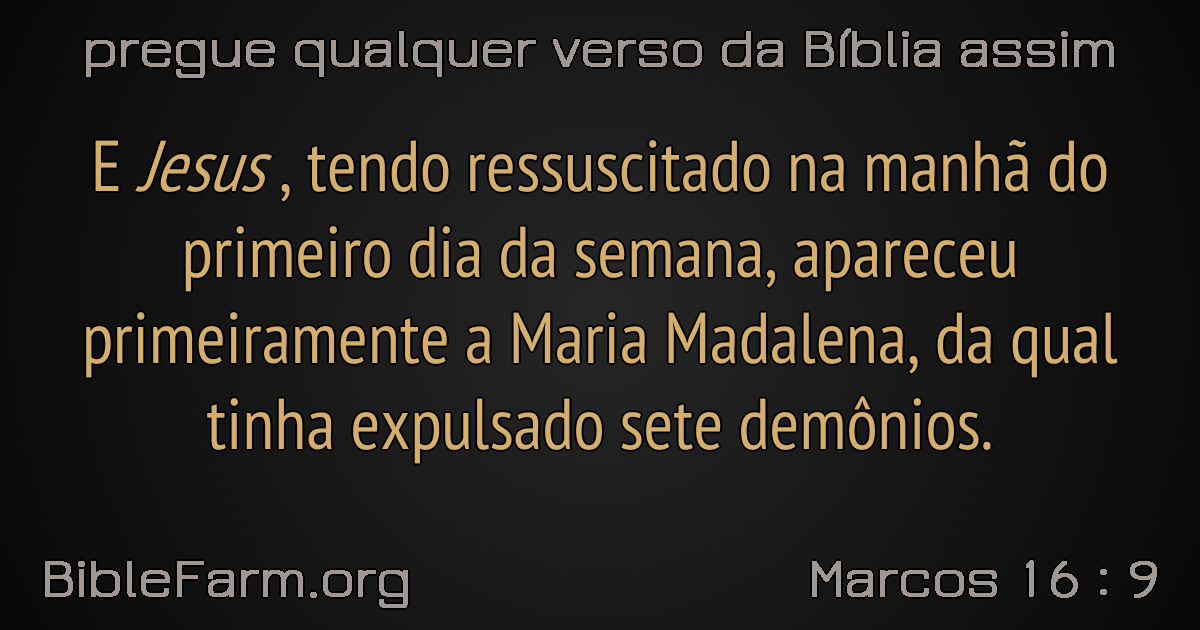 pregue qualquer verso da Bíblia assim
E Jesus , tendo ressuscitado na manhã do
primeiro dia da semana, apareceu
primeiramente a Maria Madalena, da qual
tinha expulsado sete demônios.
BibleFarm.org
Marcos 16 : 9